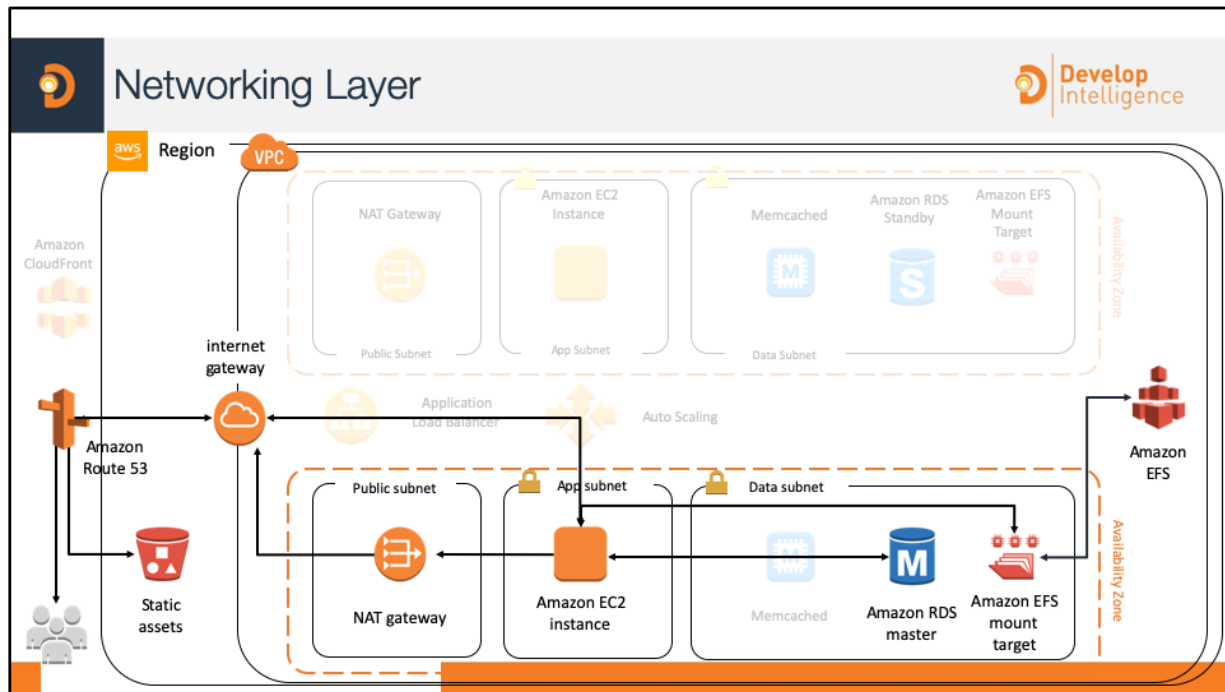 Networking Layer
Develop
Intelligence
aws
Region
VPC
NAT Gateway
Public Subnet
Amazon EC2
Instance
App Subnet
Memcached
M
Amazon RDS
Standby
S
Amazon EFS
Mount
Target
Data Subnet
Availability Zone
Amazon
CloudFront
internet
gateway
Application
Load Balancer
Auto Scaling
Amazon
Route 53
Amazon
EFS
Static
assets
Public subnet
NAT gateway
App subnet
Amazon EC2
instance
Data subnet
M
Memcached
M
Amazon RDS
master
Amazon EFS
mount
target
Availability Zone